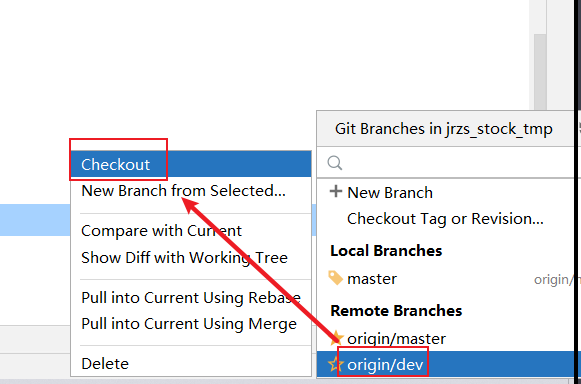 Git Branches in jrzs_stock_tmp
Checkout
New Branch from Selected...
Compare with Current
Show Diff with Working Tree
Pull into Current Using Rebase
Pull into Current Using Merge
Delete
New Branch
Checkout Tag or Revision...
Local Branches
master origin/
Remote Branches
origin/master
origin/dev